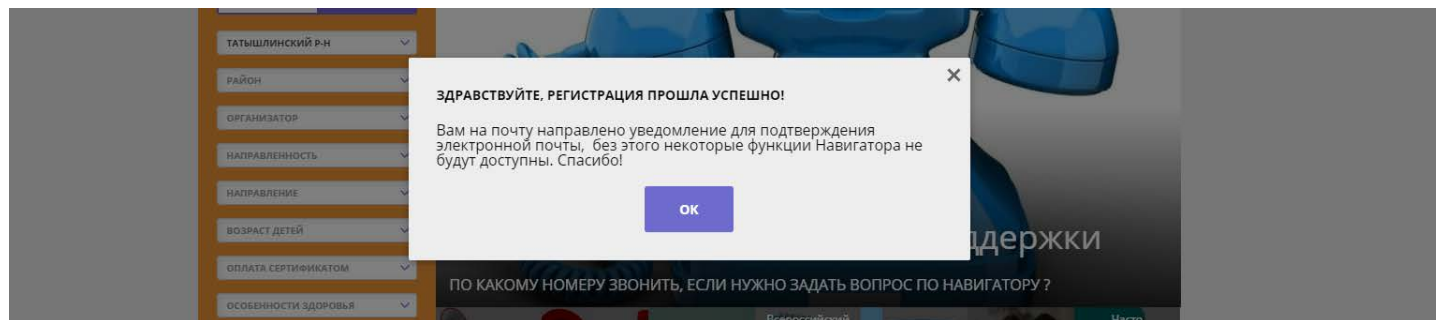 ТАТЫШЛИНСКИЙ Р-Н
РАЙОН
ОРГАНИЗАТОР
НАПРАВЛЕННОСТЬ
НАПРАВЛЕНИЕ
ВОЗРАСТ ДЕТЕЙ
ОПЛАТА СЕРТИФИКАТОМ
ОСОБЕННОСТИ ЗДОРОВЬЯ
ЗДРАВСТВУЙТЕ, РЕГИСТРАЦИЯ ПРОШЛА УСПЕШНО!
Вам на почту направлено уведомление для подтверждения
электронной почты, без этого некоторые функции Навигатора не
будут доступны. Спасибо!
ОК
ддержки
ПО КАКОМУ НОМЕРУ ЗВОНИТЬ, ЕСЛИ НУЖНО ЗАДАТЬ ВОПРОС ПО НАВИГАТОРУ ?
Всероссийский
Часто